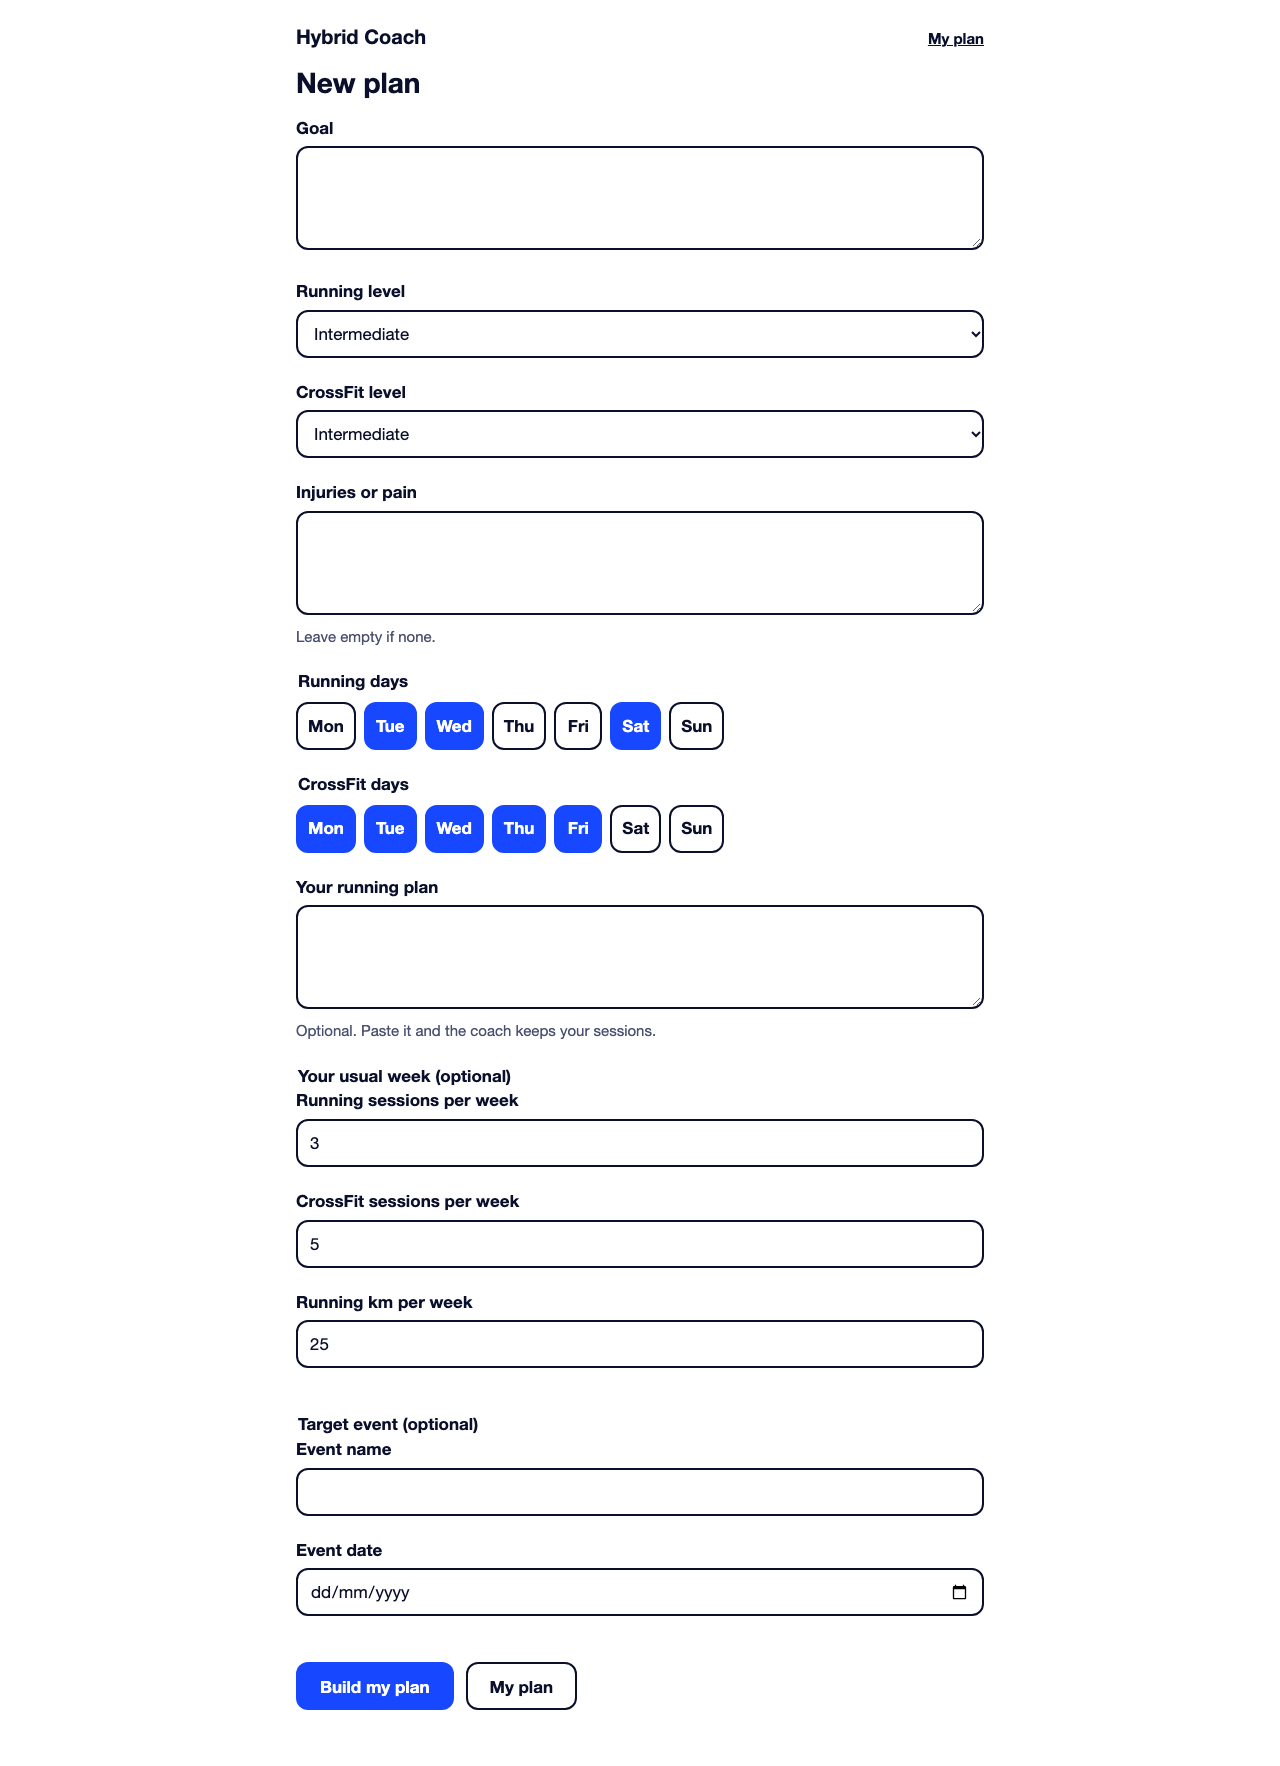 Hybrid Coach
My plan
New plan
Goal
Running level
Intermediate
CrossFit level
Intermediate
Injuries or pain
Leave empty if none.
Running days
Mon Tue Wed Thu Fri Sat Sun
CrossFit days
Mon Tue Wed Thu Fri Sat Sun
Your running plan
Optional. Paste it and the coach keeps your sessions.
Your usual week (optional)
Running sessions per week
3
CrossFit sessions per week
5
Running km per week
25
Target event (optional)
Event name
Event date
dd/mm/yyyy
Build my plan
My plan